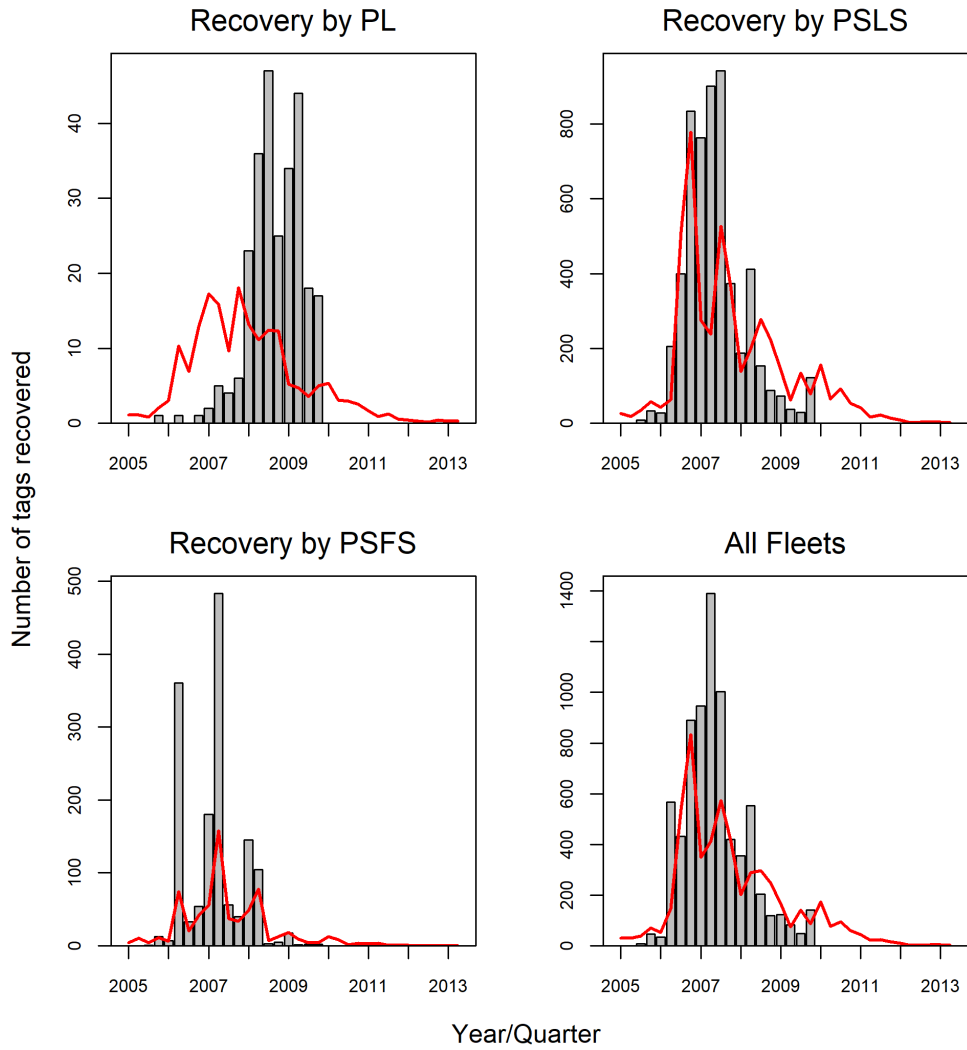 Recovery by PL
Recovery by PSLS
0 10 20 30 40
2005 2007 2009 2011 2013
0 200 400 600 800
2005 2007 2009 2011 2013
Number of tags recovered
Recovery by PSFS
All Fleets
0 100 200 300 400 500
2005 2007 2009 2011 2013
0 200 400 600 800 1000 1400
2005 2007 2009 2011 2013
Year/Quarter